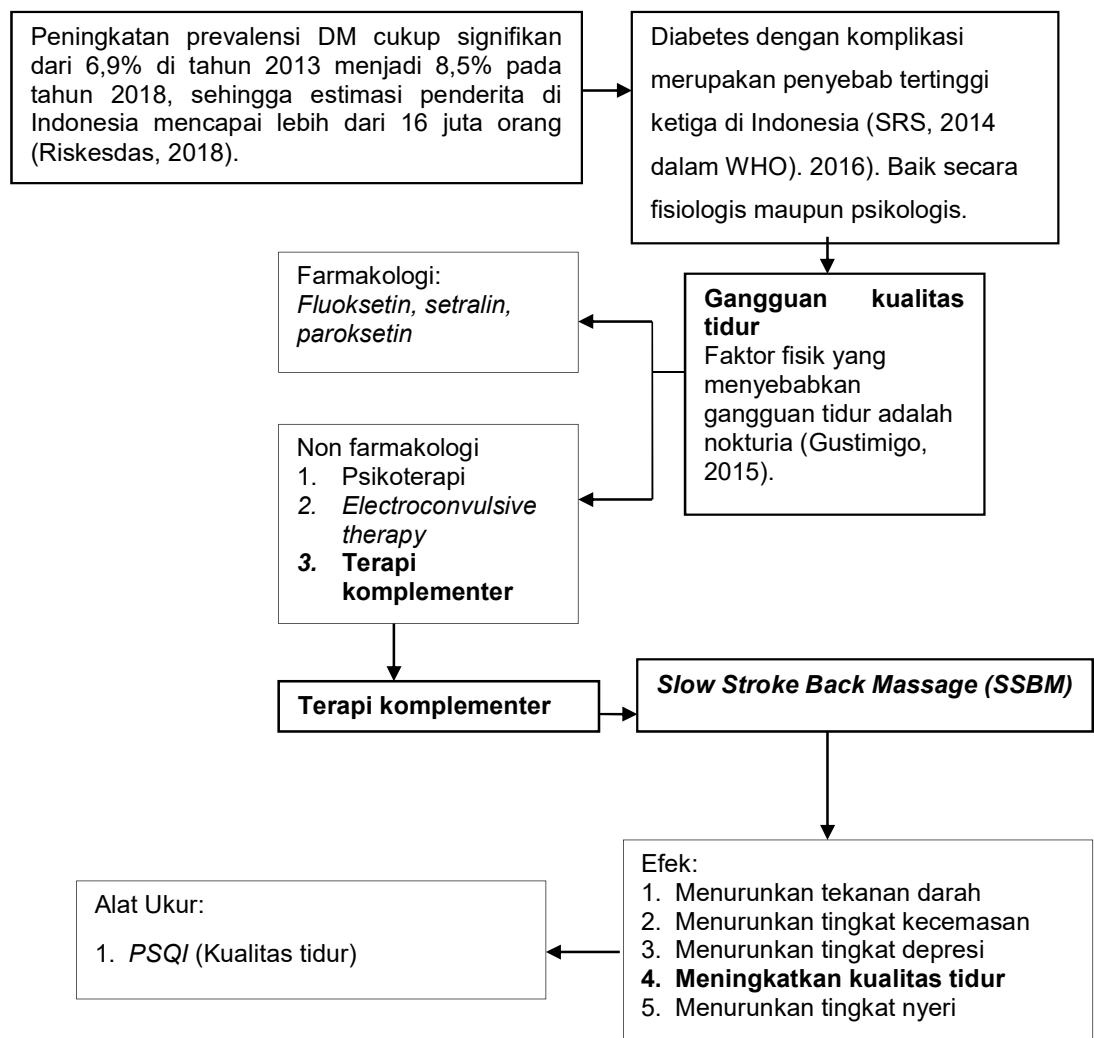 Peningkatan prevalensi DM cukup signifikan
dari 6,9% di tahun 2013 menjadi 8,5% pada
tahun 2018, sehingga estimasi penderita di
Indonesia mencapai lebih dari 16 juta orang
(Riskesdas, 2018).
Diabetes dengan komplikasi
merupakan penyebab tertinggi
ketiga di Indonesia (SRS, 2014
dalam WHO). 2016). Baik secara
fisiologis maupun psikologis.
Farmakologi:
Fluoksetin, setralin,
paroksetin
Gangguan kualitas
tidur
Faktor fisik yang
menyebabkan
gangguan tidur adalah
nokturia (Gustimigo,
2015).
Non farmakologi
1. Psikoterapi
2. Electroconvulsive
therapy
3. Terapi
komplementer
Terapi komplementer
Slow Stroke Back Massage (SSBM)
Efek:
1. Menurunkan tekanan darah
2. Menurunkan tingkat kecemasan
3. Menurunkan tingkat depresi
4. Meningkatkan kualitas tidur
5. Menurunkan tingkat nyeri
Alat Ukur:
1. PSQI (Kualitas tidur)